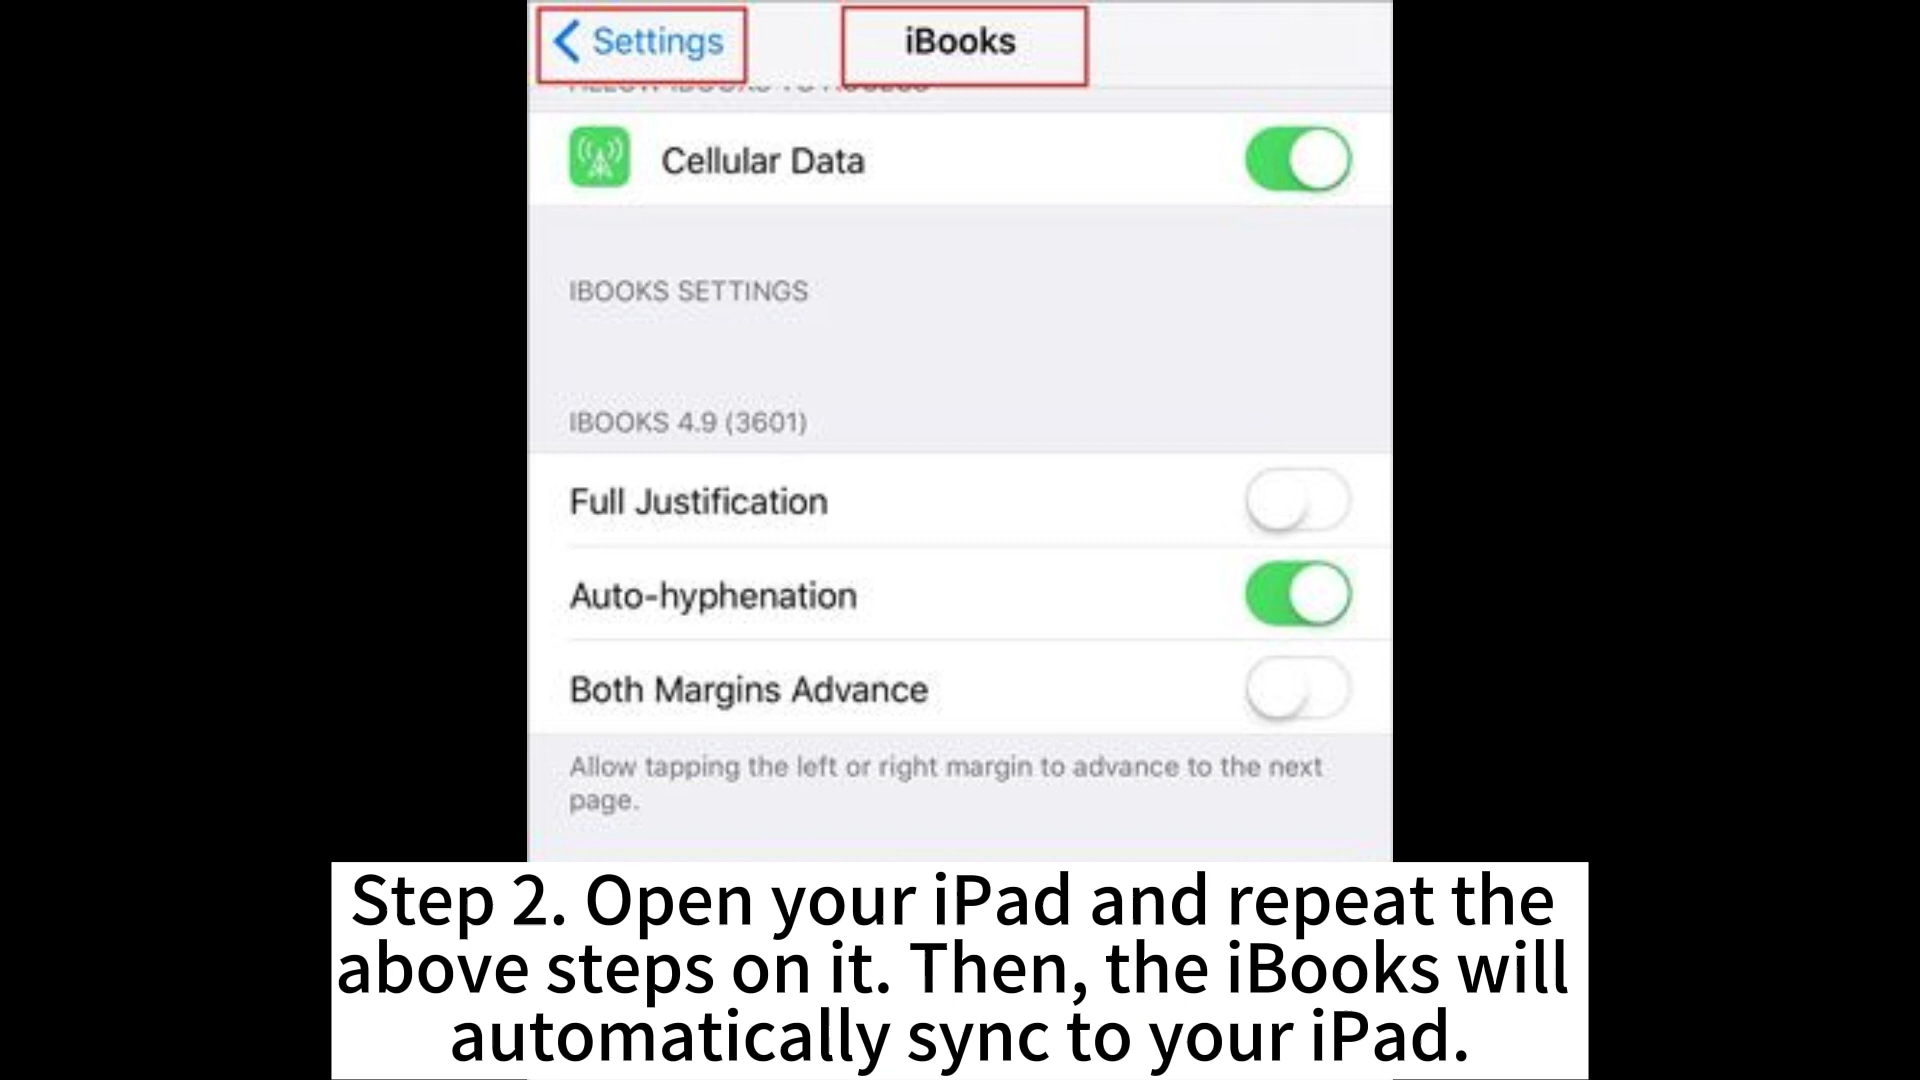 Settings
iBooks
Cellular Data
IBOOKS SETTINGS
IBOOKS 4.9 (3601)
Full Justification
Auto-hyphenation
Both Margins Advance
Allow tapping the left or right margin to advance to the next
page.
Step 2. Open your iPad and repeat the
above steps on it. Then, the iBooks will
automatically sync to your iPad.